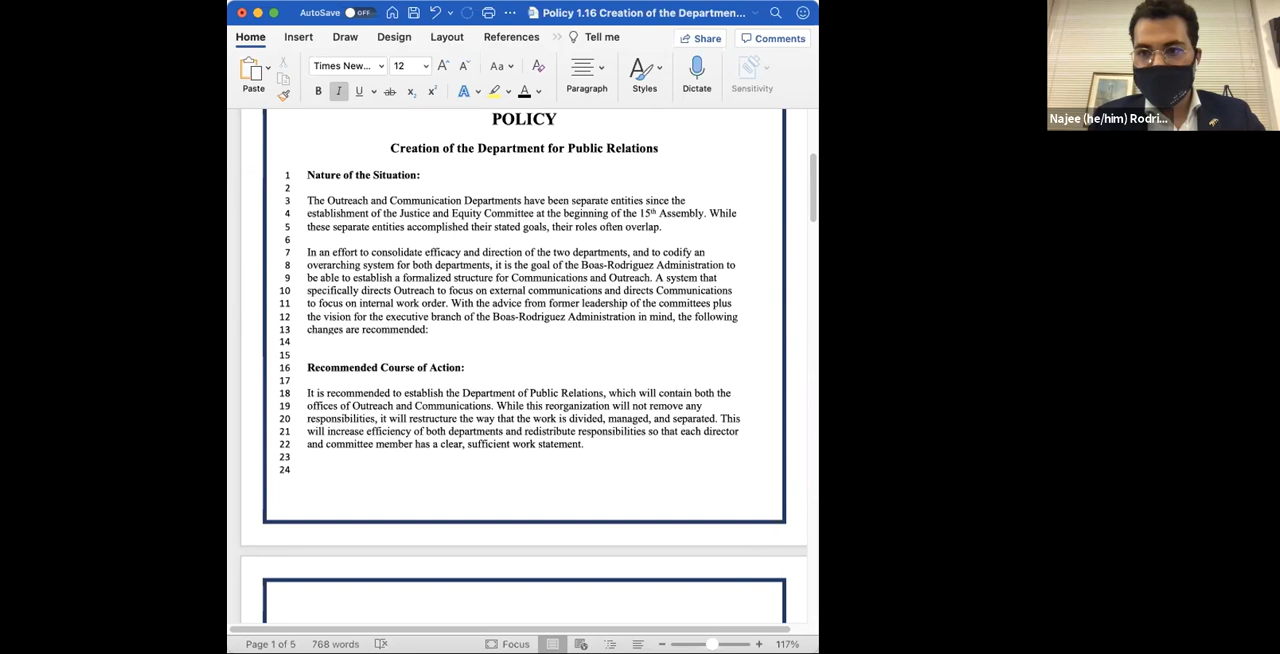 AutoSave OFF Policy 1.16 Creation of the Departmen...
Home Insert Draw Design Layout References Tell me Share Comments
Times New... 12 Aa
Paste B I U ab x₂ x² A A Paragraph Styles Dictate Sensitivity
POLICY
Creation of the Department for Public Relations
1 Nature of the Situation:
2
3 The Outreach and Communication Departments have been separate entities since the
4 establishment of the Justice and Equity Committee at the beginning of the 15th Assembly. While
5 these separate entities accomplished their stated goals, their roles often overlap.
6
7 In an effort to consolidate efficacy and direction of the two departments, and to codify an
8 overarching system for both departments, it is the goal of the Boas-Rodriguez Administration to
9 be able to establish a formalized structure for Communications and Outreach. A system that
10 specifically directs Outreach to focus on external communications and directs Communications
11 to focus on internal work order. With the advice from former leadership of the committees plus
12 the vision for the executive branch of the Boas-Rodriguez Administration in mind, the following
13 changes are recommended:
14
15
16 Recommended Course of Action:
17
18 It is recommended to establish the Department of Public Relations, which will contain both the
19 offices of Outreach and Communications. While this reorganization will not remove any
20 responsibilities, it will restructure the way that the work is divided, managed, and separated. This
21 will increase efficiency of both departments and redistribute responsibilities so that each director
22 and committee member has a clear, sufficient work statement.
23
24
Page 1 of 5 768 words Focus 117%
Najee (he/him) Rodri...